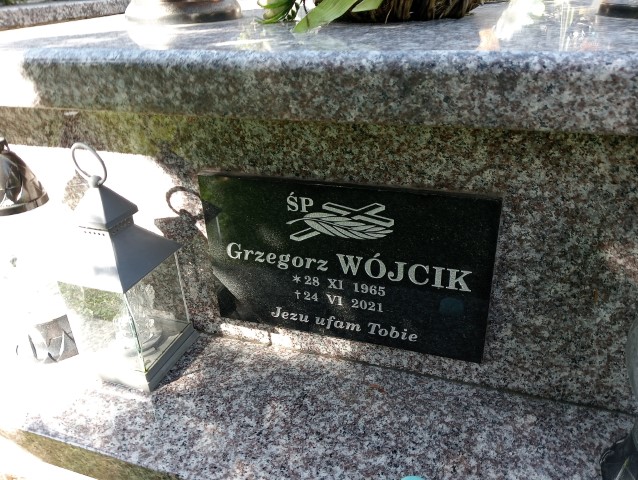 ŚP
Grzegorz WÓJCIK
* 28 XI 1965
† 24 VI 2021
Jezu ufam Tobie